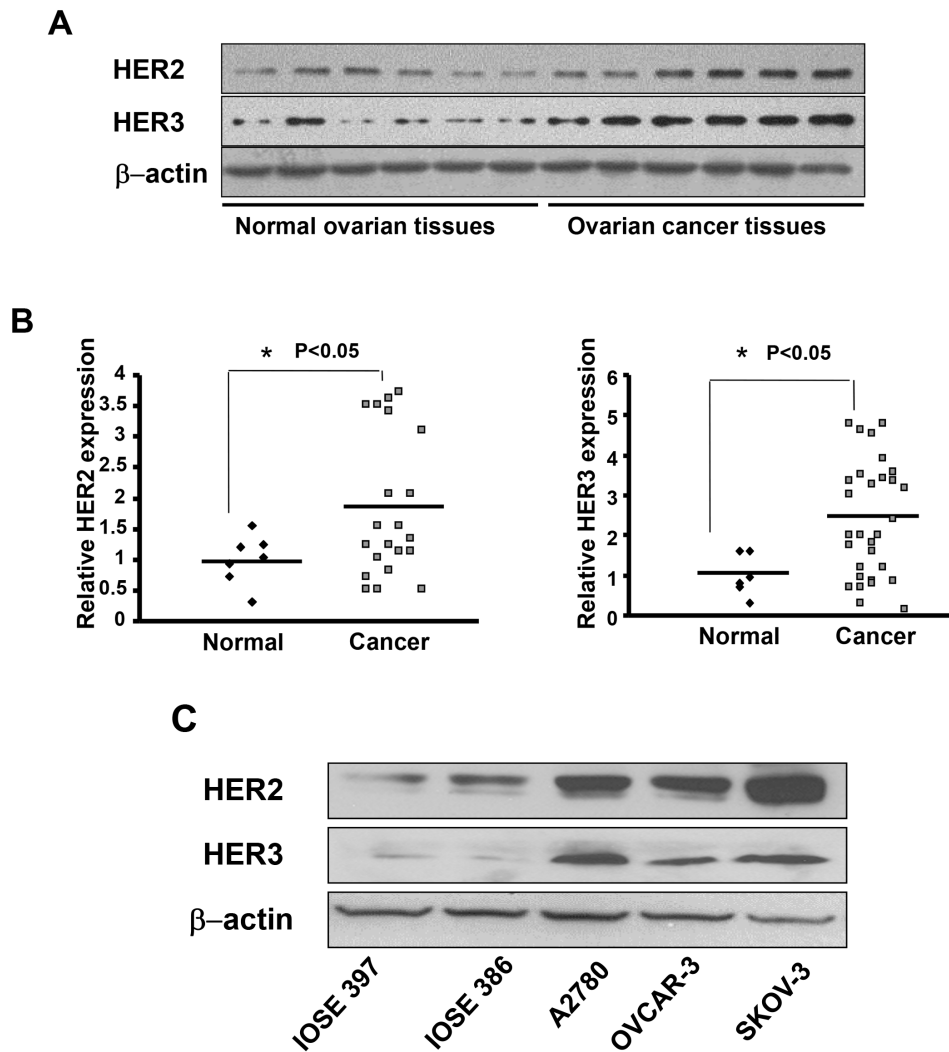 A
HER2
HER3
β–actin
Normal ovarian tissues Ovarian cancer tissues
B
* P<0.05
Relative HER2 expression
4
3.5
3
2
1.5
1
0.5
0
Normal Cancer
* P<0.05
Relative HER3 expression
6
5
4
3
2
1
0
Normal Cancer
C
HER2
HER3
β–actin
IOSE 397
IOSE 386
A2780
OVCAR-3
SKOV-3